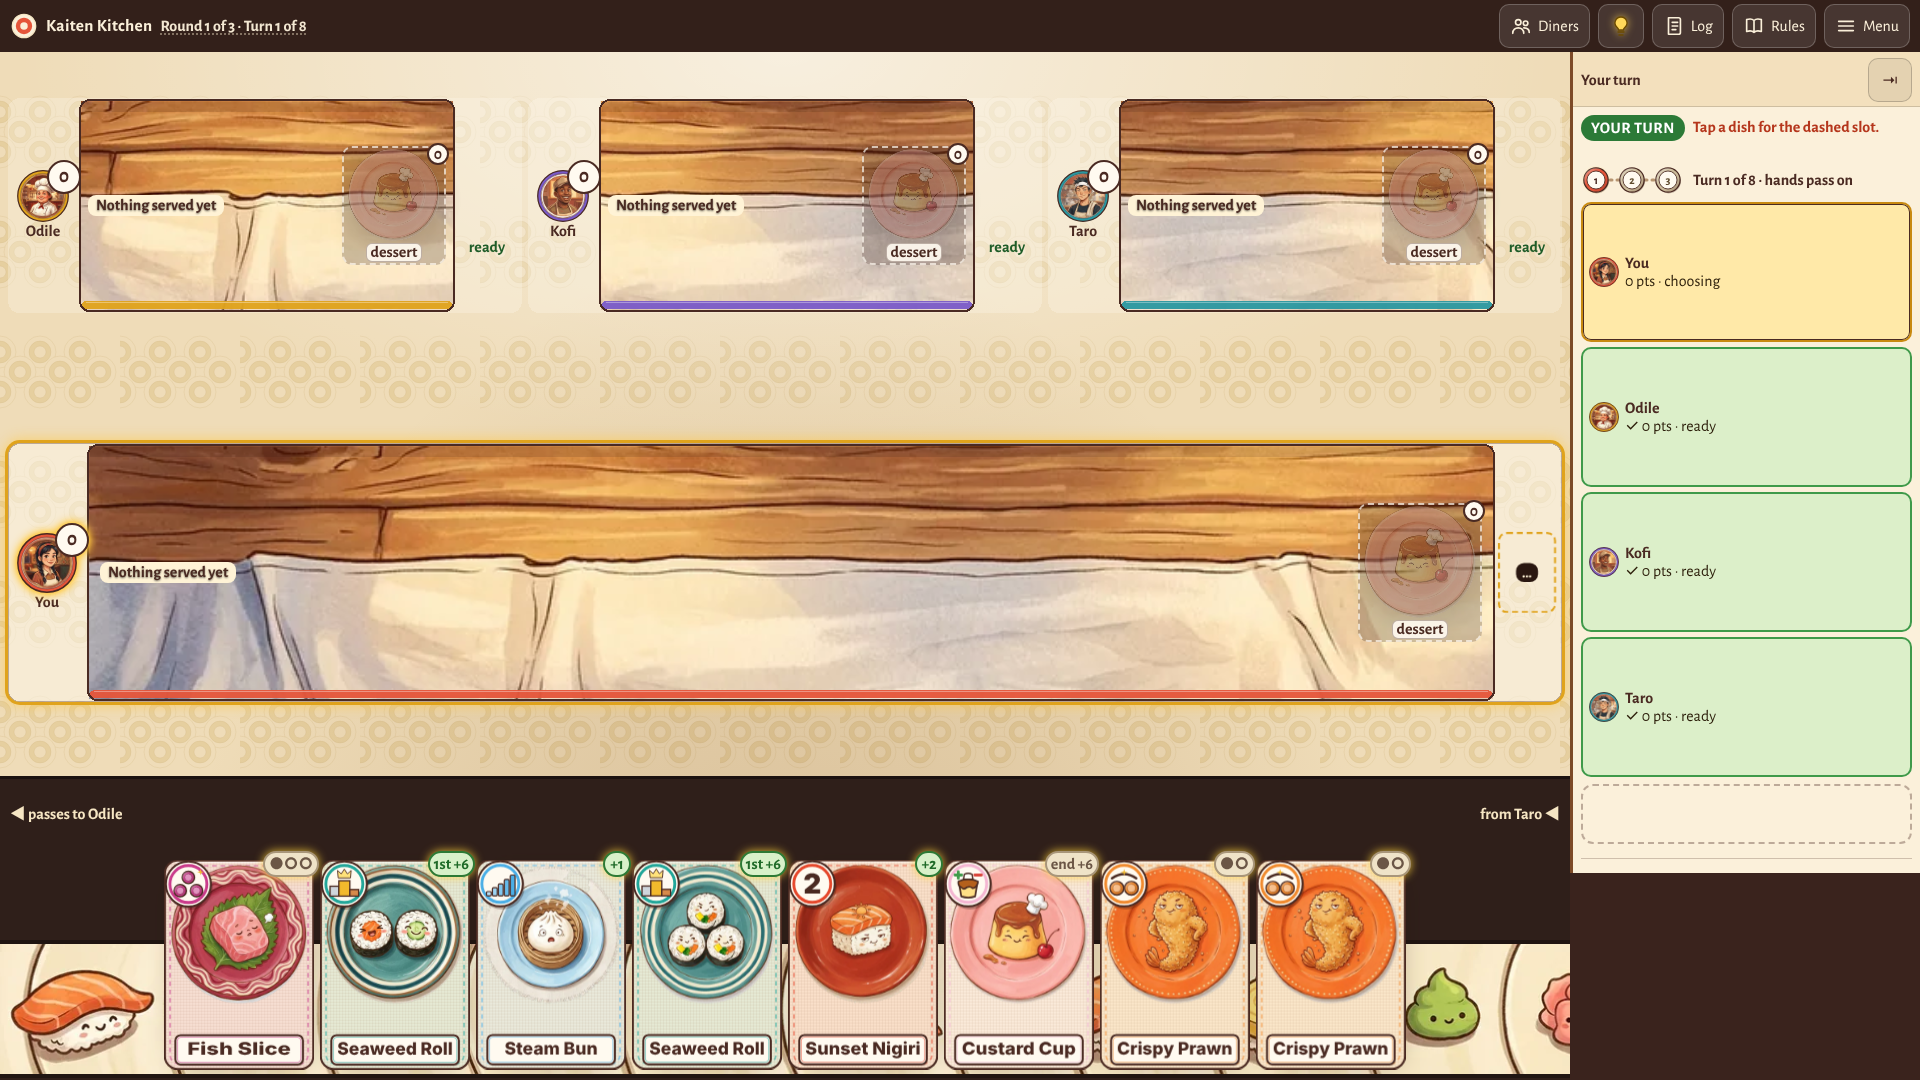 Kaiten Kitchen Round 1 of 3 · Turn 1 of 8
Diners
Log
Rules
Menu
Odile
0
Nothing served yet
0
dessert
ready
Kofi
0
Nothing served yet
0
dessert
ready
Taro
0
Nothing served yet
0
dessert
ready
You
0
Nothing served yet
0
dessert
...
Your turn
YOUR TURN Tap a dish for the dashed slot.
1 2 3 Turn 1 of 8 · hands pass on
You
0 pts · choosing
Odile
✓ 0 pts · ready
Kofi
✓ 0 pts · ready
Taro
✓ 0 pts · ready
◀ passes to Odile
from Taro ◀
Fish Slice
1st +6
Seaweed Roll
+1
Steam Bun
1st +6
Seaweed Roll
+2
2
Sunset Nigiri
end +6
Custard Cup
Crispy Prawn
Crispy Prawn